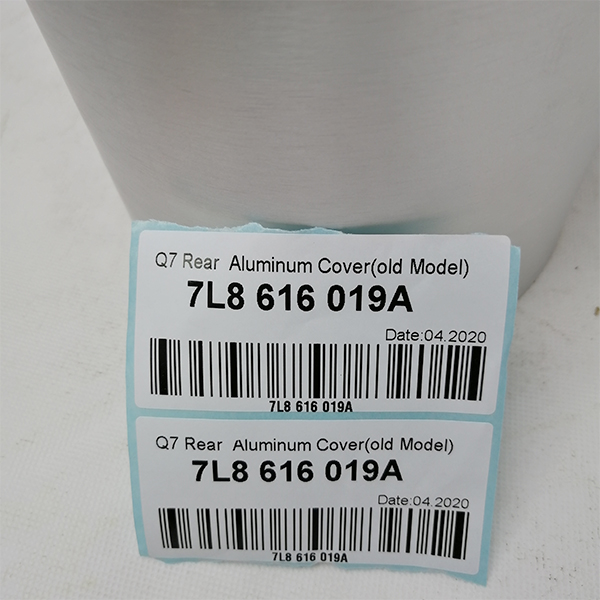 Q7 Rear Aluminum Cover(old Model)
7L8 616 019A
Date:04.2020
7L8 616 019A
Q7 Rear Aluminum Cover(old Model)
7L8 616 019A
Date:04.2020
7L8 616 019A